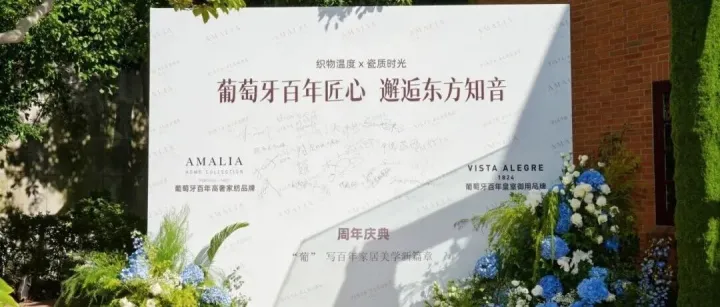 织物温度 x 瓷质时光
葡萄牙百年匠心 邂逅东方知音
AMALIA
HOME COLLECTION
葡萄牙百年高奢家纺品牌
VISTA ALEGRE
1824
葡萄牙百年皇室御用品牌
周年庆典
“葡”写百年家居美学新篇章